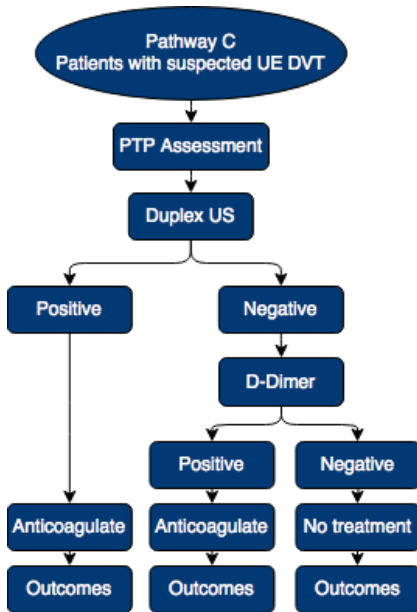 Pathway C
Patients with suspected UE DVT
PTP Assessment
Duplex US
Positive
Negative
D-Dimer
Positive
Negative
Anticoagulate
Anticoagulate
No treatment
Outcomes
Outcomes
Outcomes